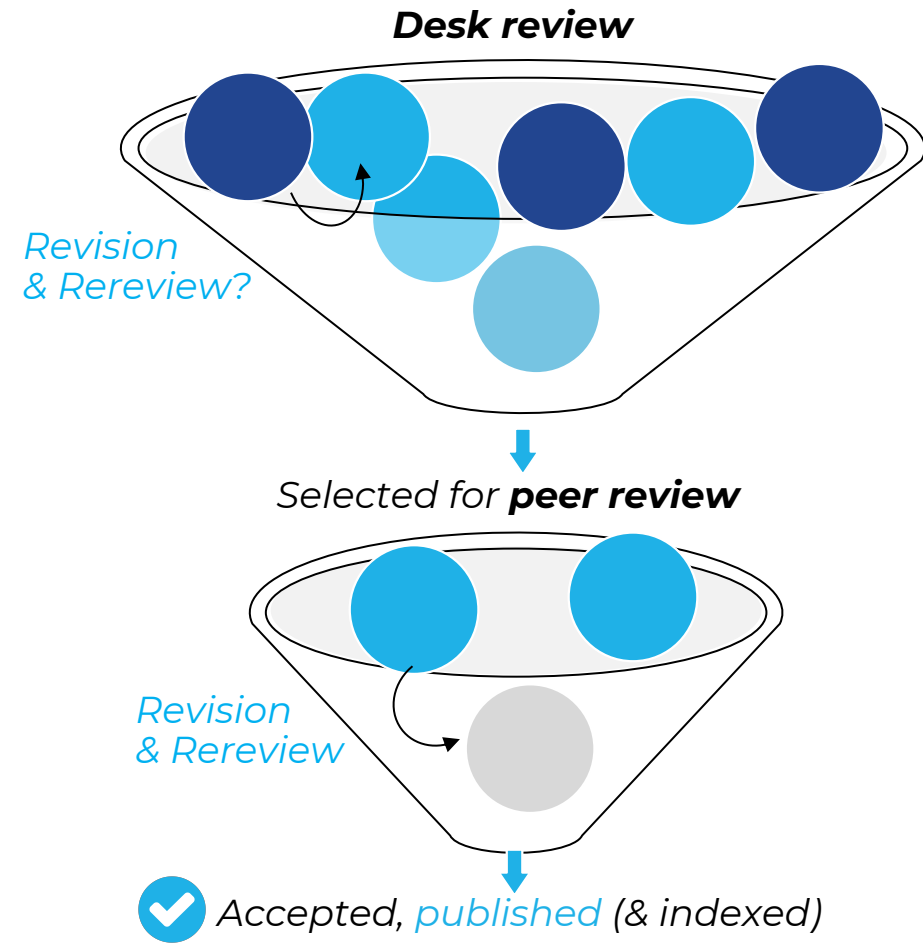 Desk review
Revision
& Rereview?
Selected for peer review
Revision
& Rereview
Accepted, published (& indexed)